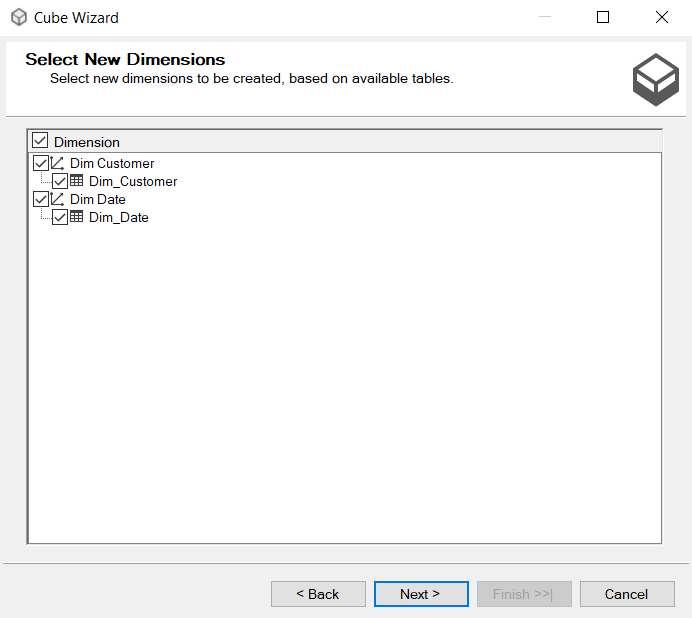 Cube Wizard
Select New Dimensions
Select new dimensions to be created, based on available tables.
Dimension
Dim Customer
Dim_Customer
Dim Date
Dim_Date
< Back Next > Finish >>| Cancel